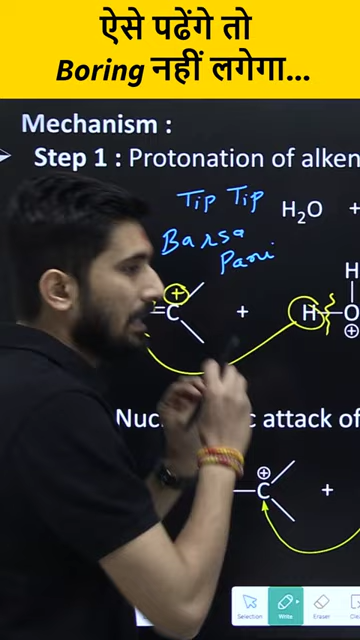 ऐसे पढेंगे तो
Boring नहीं लगेगा...
Mechanism :
Step 1 : Protonation of alken
Tip Tip
Barsa
Pani
H₂O +
H
=C + H O
⊕
attack of
⊕
C +
Selection Write Eraser